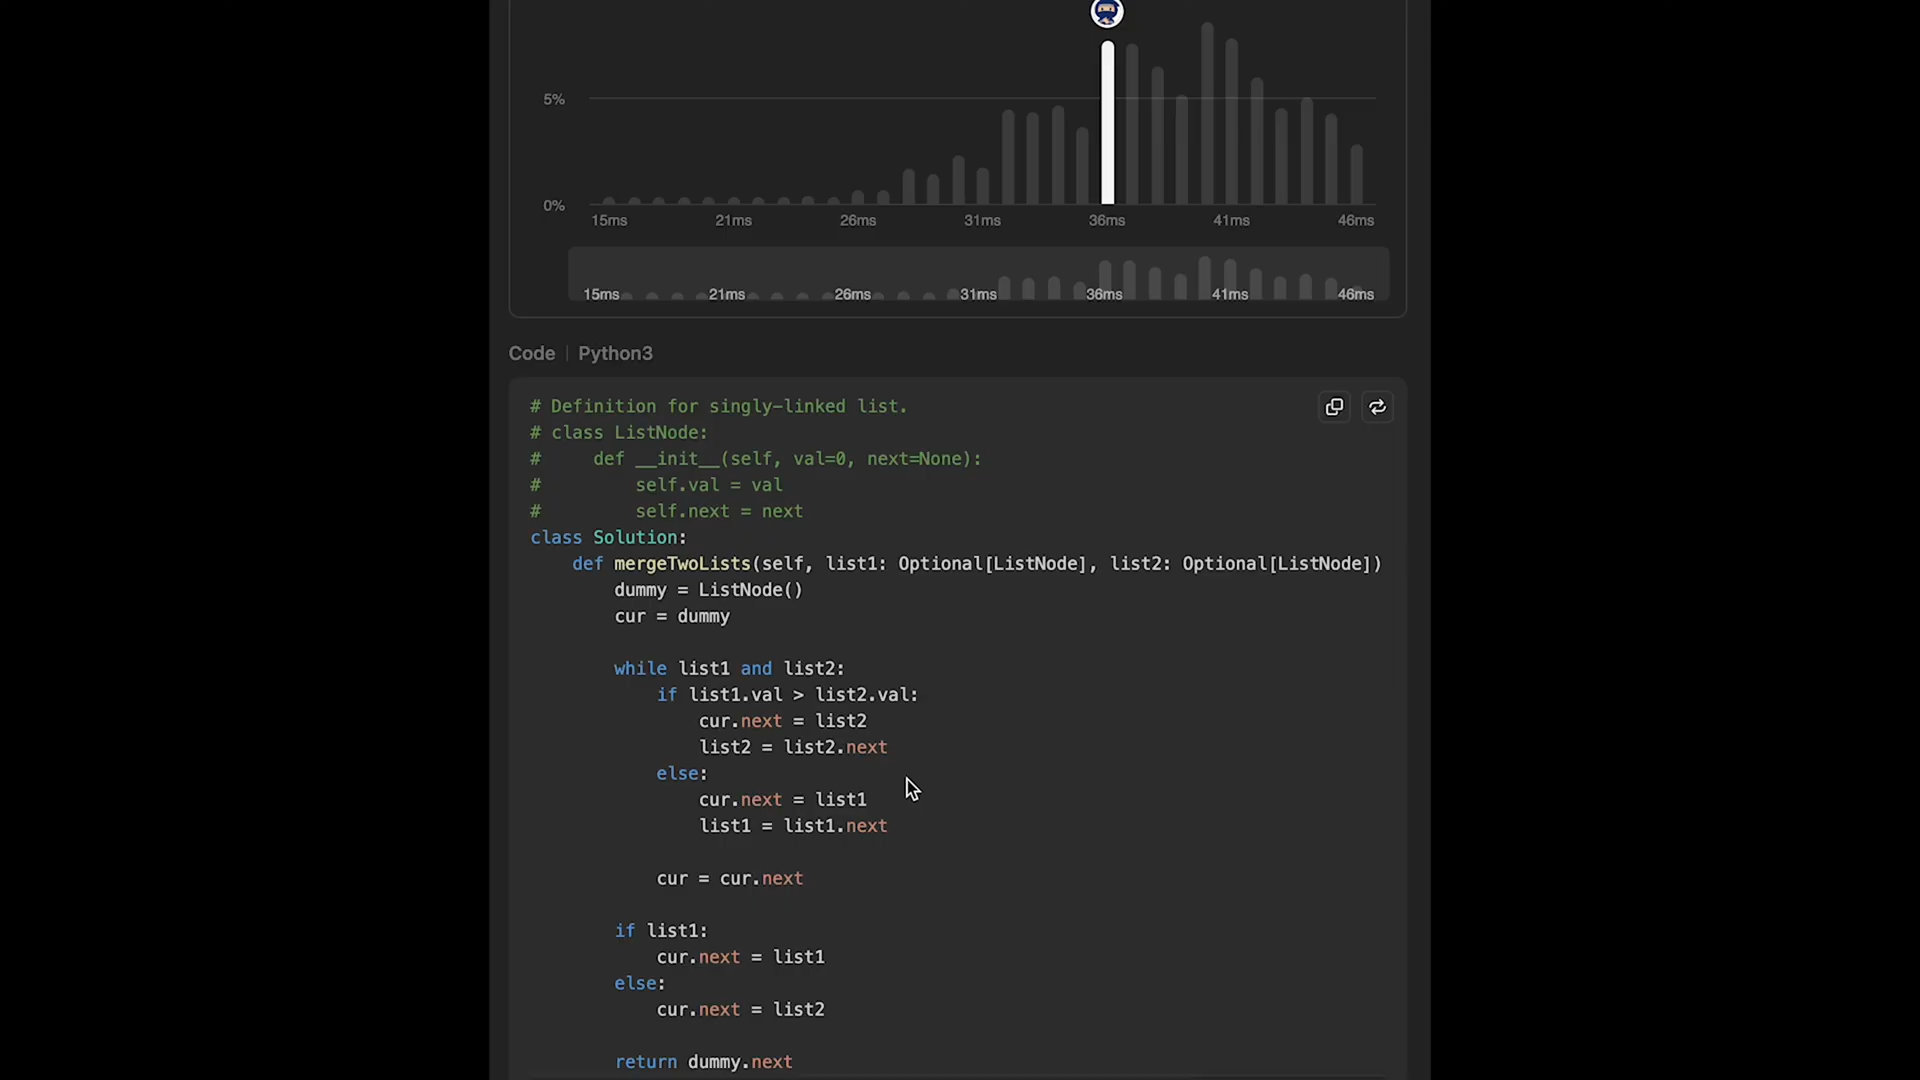 5%
0%
15ms 21ms 26ms 31ms 36ms 41ms 46ms
15ms 21ms 26ms 31ms 36ms 41ms 46ms
Code | Python3
# Definition for singly-linked list.
# class ListNode:
#     def __init__(self, val=0, next=None):
#         self.val = val
#         self.next = next
class Solution:
    def mergeTwoLists(self, list1: Optional[ListNode], list2: Optional[ListNode])
        dummy = ListNode()
        cur = dummy
        while list1 and list2:
            if list1.val > list2.val:
                cur.next = list2
                list2 = list2.next
            else:
                cur.next = list1
                list1 = list1.next
            cur = cur.next
        if list1:
            cur.next = list1
        else:
            cur.next = list2
        return dummy.next